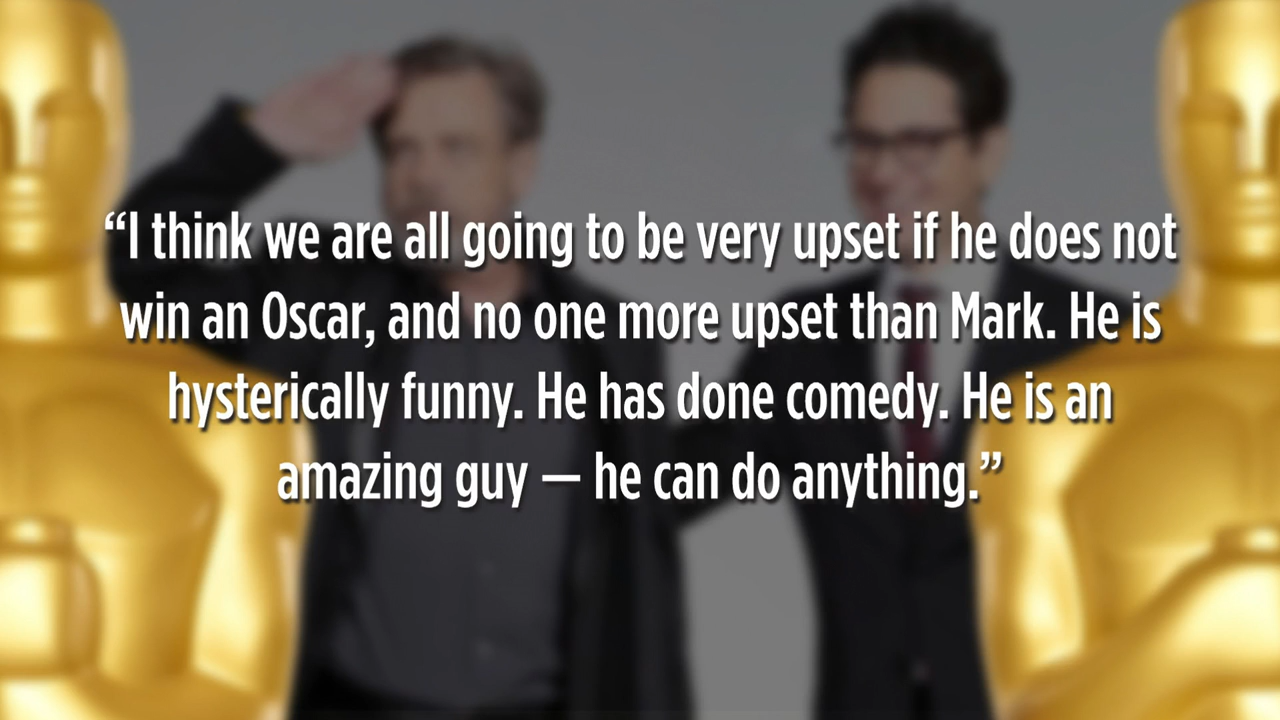 “I think we are all going to be very upset if he does not
win an Oscar, and no one more upset than Mark. He is
hysterically funny. He has done comedy. He is an
amazing guy — he can do anything.”